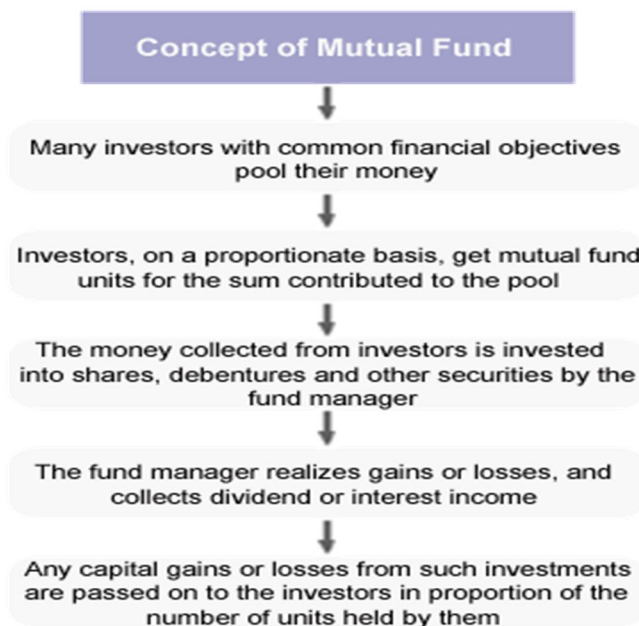 Concept of Mutual Fund
Many investors with common financial objectives
pool their money
Investors, on a proportionate basis, get mutual fund
units for the sum contributed to the pool
The money collected from investors is invested
into shares, debentures and other securities by the
fund manager
The fund manager realizes gains or losses, and
collects dividend or interest income
Any capital gains or losses from such investments
are passed on to the investors in proportion of the
number of units held by them